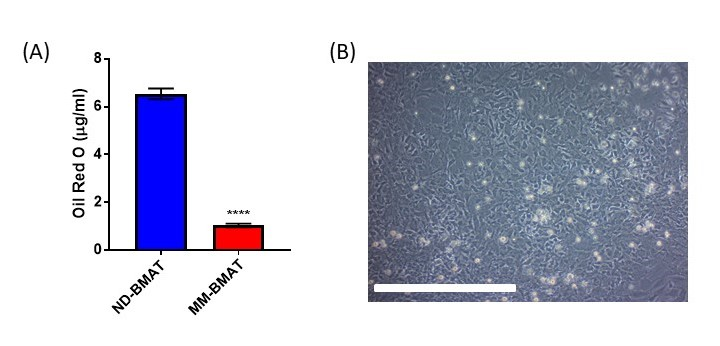 (A)
(B)
Oil Red O (µg/ml)
8
6
4
2
0
****
ND-BMAT
MM-BMAT